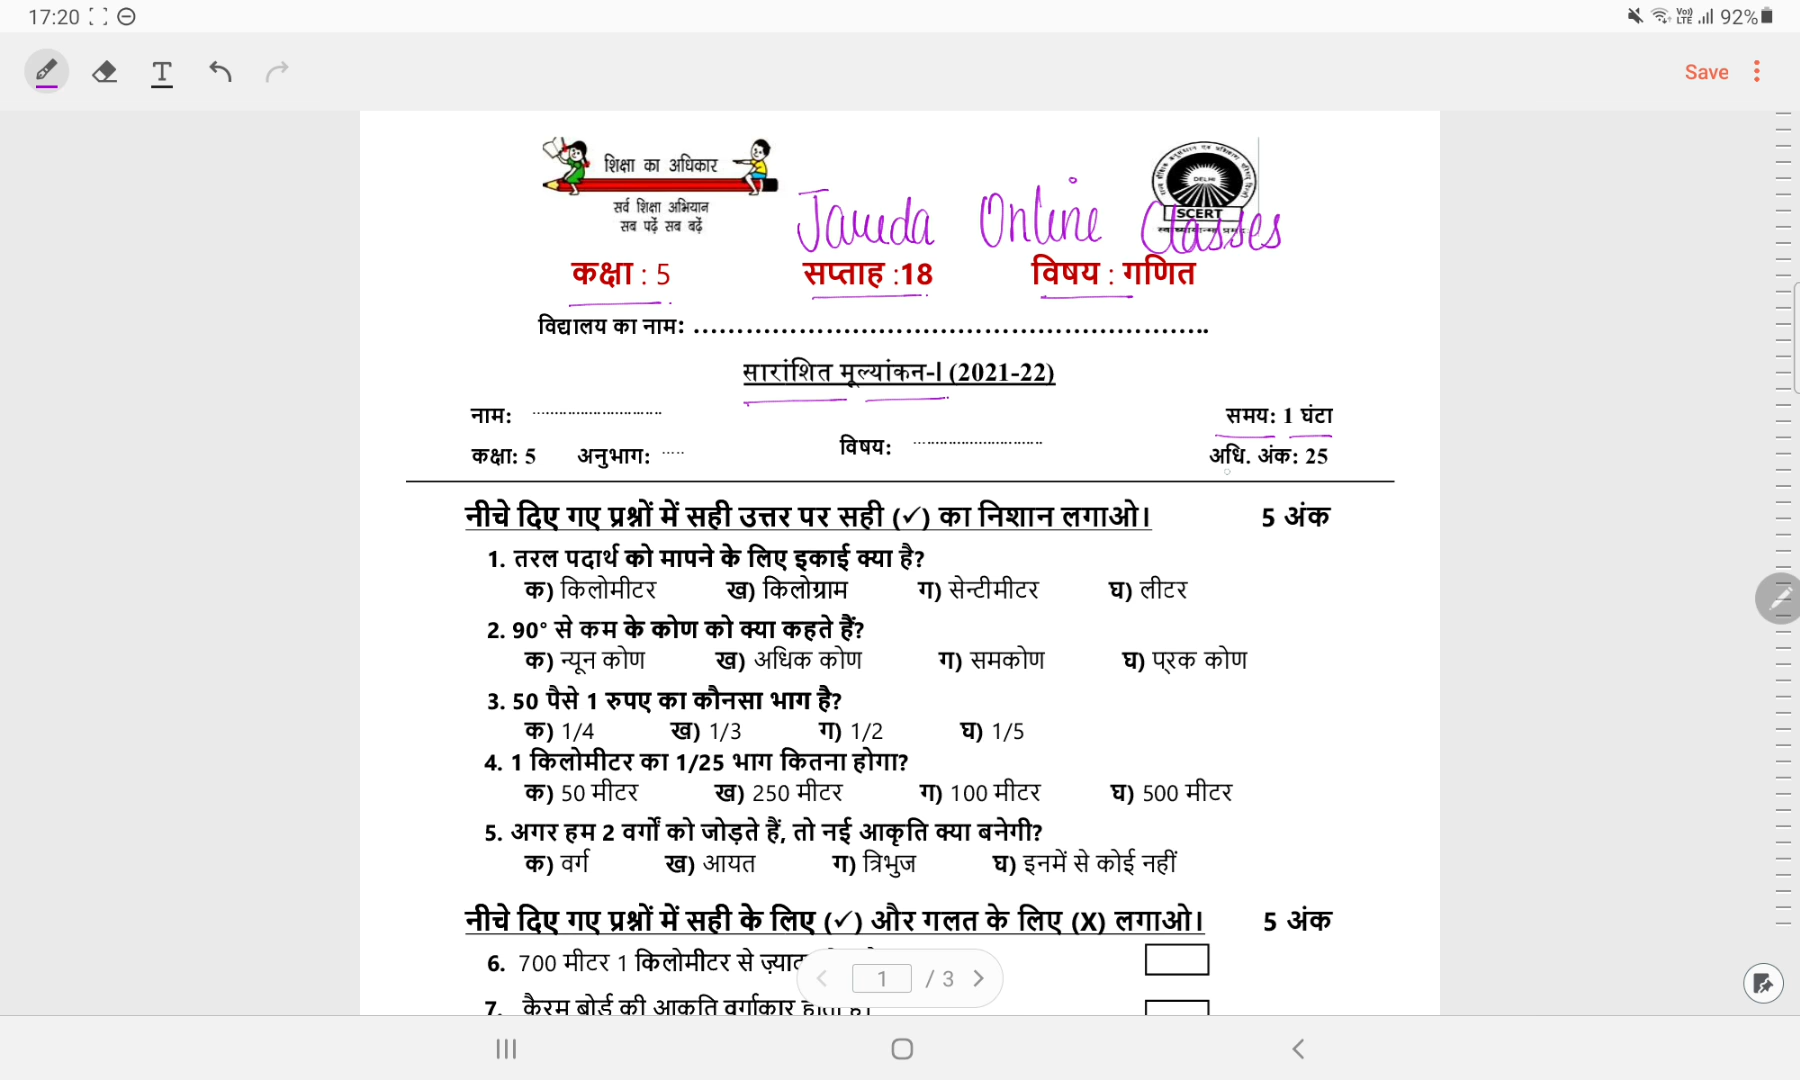 17:20
92%
Save
शिक्षा का अधिकार
सर्व शिक्षा अभियान
सब पढ़ें सब बढ़ें
DELHI
SCERT
Online Classes
कक्षा : 5 सप्ताह :18 विषय : गणित
विद्यालय का नाम: ………………………………………………………..
सारांशित मूल्यांकन-I (2021-22)
नाम: ............................ समय: 1 घंटा
कक्षा: 5 अनुभाग: ..... विषय: ............................ अधि. अंक: 25
नीचे दिए गए प्रश्नों में सही उत्तर पर सही (✓) का निशान लगाओ। 5 अंक
1. तरल पदार्थ को मापने के लिए इकाई क्या है?
क) किलोमीटर ख) किलोग्राम ग) सेन्टीमीटर घ) लीटर
2. 90° से कम के कोण को क्या कहते हैं?
क) न्यून कोण ख) अधिक कोण ग) समकोण घ) प्रक कोण
3. 50 पैसे 1 रुपए का कौनसा भाग है?
क) 1/4 ख) 1/3 ग) 1/2 घ) 1/5
4. 1 किलोमीटर का 1/25 भाग कितना होगा?
क) 50 मीटर ख) 250 मीटर ग) 100 मीटर घ) 500 मीटर
5. अगर हम 2 वर्गों को जोड़ते हैं, तो नई आकृति क्या बनेगी?
क) वर्ग ख) आयत ग) त्रिभुज घ) इनमें से कोई नहीं
नीचे दिए गए प्रश्नों में सही के लिए (✓) और गलत के लिए (X) लगाओ। 5 अंक
6. 700 मीटर 1 किलोमीटर से
7. कैरम बोर्ड की आकृति वर्गाकार
1 / 3